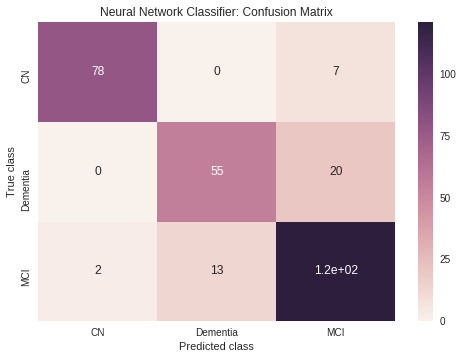 Neural Network Classifier: Confusion Matrix
CN
78
0
7
100
75
True class
Dementia
0
55
20
50
25
MCI
2
13
1.2e+02
0
CN
Dementia
MCI
Predicted class